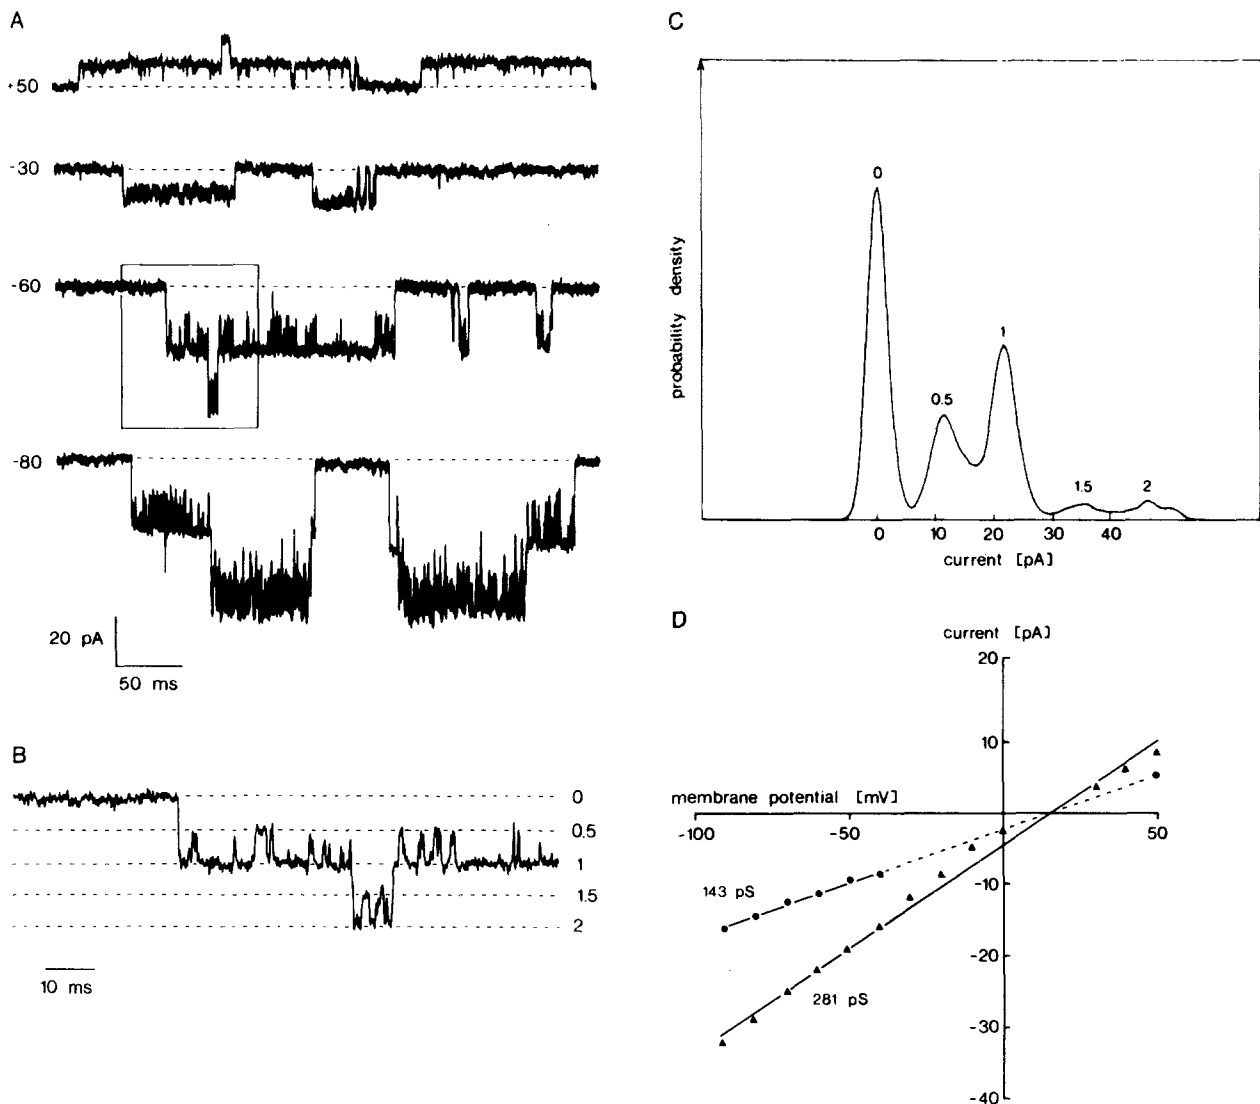 A
+50
-30
-60
-80
20 pA
50 ms
B
0
0.5
1
1.5
2
10 ms
C
probability density
0
0.5
1
1.5
2
0 10 20 30 40
current [pA]
D
current [pA]
20
10
membrane potential [mV]
-100 -50 50
-10
143 pS
-20
281 pS
-30
-40